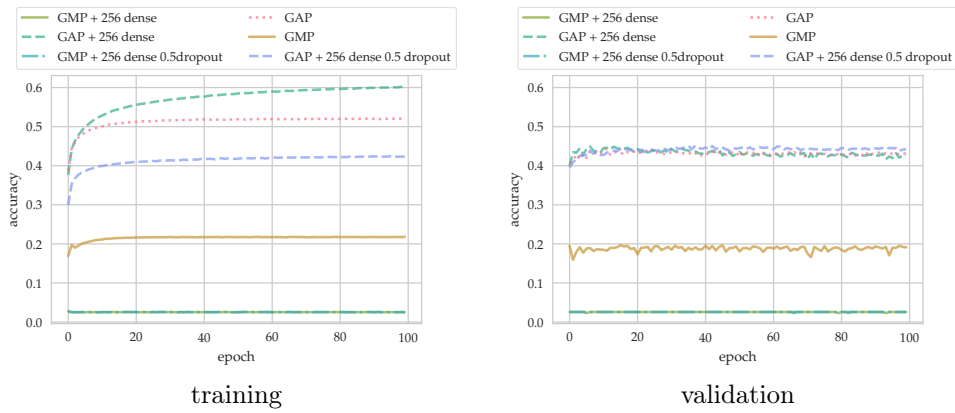 GMP + 256 dense
GAP + 256 dense
GMP + 256 dense 0.5dropout
GAP
GMP
GAP + 256 dense 0.5 dropout
0.6
0.5
0.4
0.3
0.2
0.1
0.0
accuracy
0 20 40 60 80 100
epoch
training
GMP + 256 dense
GAP + 256 dense
GMP + 256 dense 0.5dropout
GAP
GMP
GAP + 256 dense 0.5 dropout
0.6
0.5
0.4
0.3
0.2
0.1
0.0
accuracy
0 20 40 60 80 100
epoch
validation